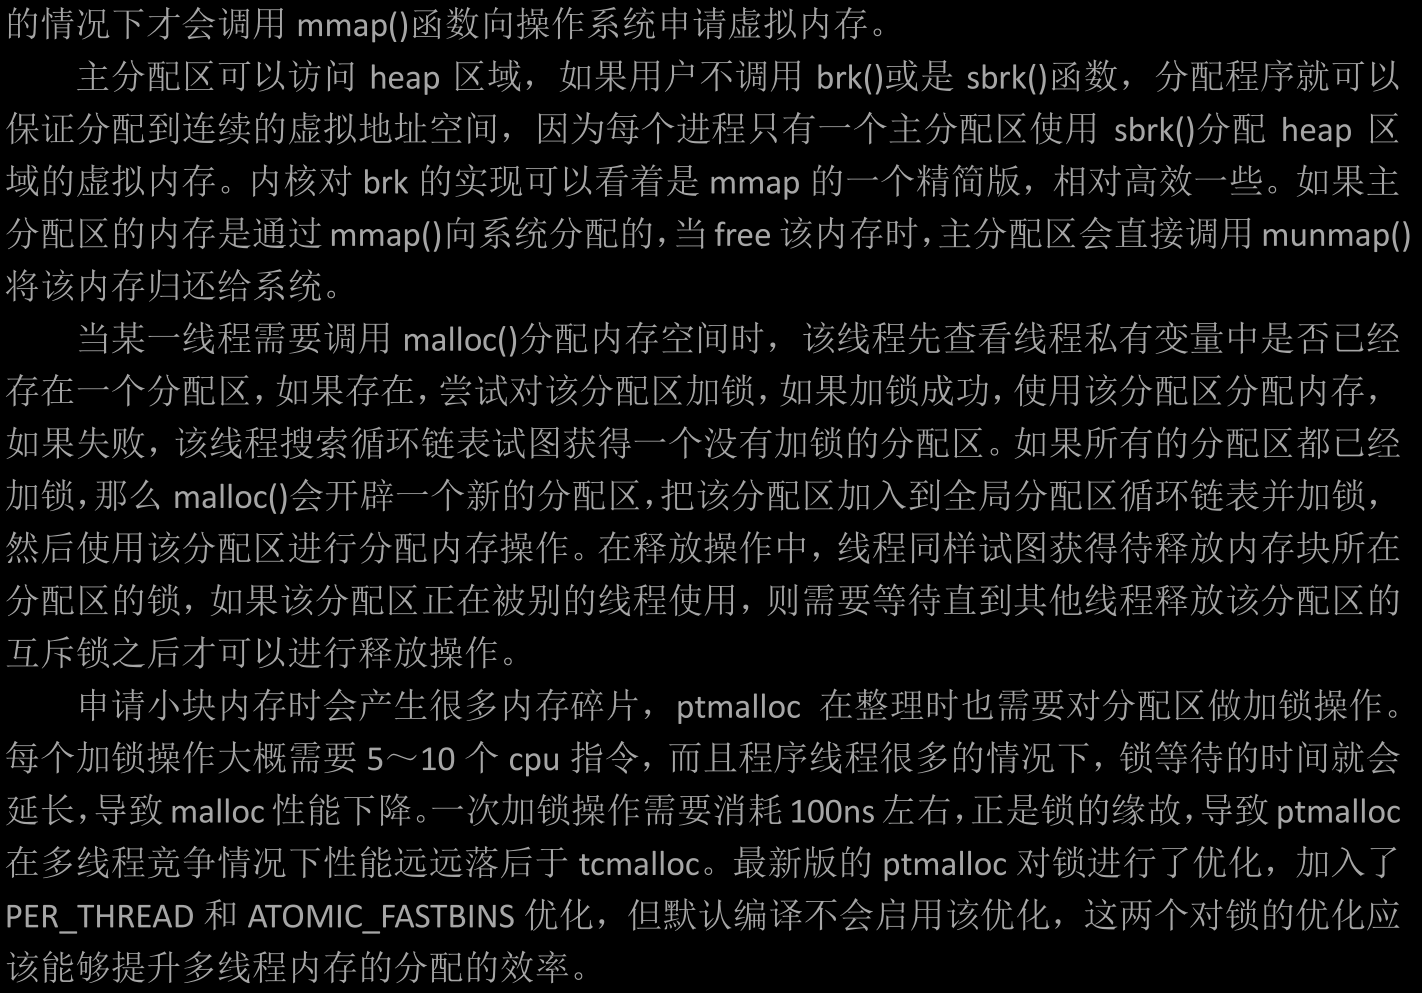 的情况下才会调用 mmap()函数向操作系统申请虚拟内存。
主分配区可以访问 heap 区域，如果用户不调用 brk()或是 sbrk()函数，分配程序就可以
保证分配到连续的虚拟地址空间，因为每个进程只有一个主分配区使用 sbrk()分配 heap 区
域的虚拟内存。内核对 brk 的实现可以看着是 mmap 的一个精简版，相对高效一些。如果主
分配区的内存是通过 mmap()向系统分配的，当 free 该内存时，主分配区会直接调用 munmap()
将该内存归还给系统。
当某一线程需要调用 malloc()分配内存空间时，该线程先查看线程私有变量中是否已经
存在一个分配区，如果存在，尝试对该分配区加锁，如果加锁成功，使用该分配区分配内存，
如果失败，该线程搜索循环链表试图获得一个没有加锁的分配区。如果所有的分配区都已经
加锁，那么 malloc()会开辟一个新的分配区，把该分配区加入到全局分配区循环链表并加锁，
然后使用该分配区进行分配内存操作。在释放操作中，线程同样试图获得待释放内存块所在
分配区的锁，如果该分配区正在被别的线程使用，则需要等待直到其他线程释放该分配区的
互斥锁之后才可以进行释放操作。
申请小块内存时会产生很多内存碎片，ptmalloc 在整理时也需要对分配区做加锁操作。
每个加锁操作大概需要 5～10 个 cpu 指令，而且程序线程很多的情况下，锁等待的时间就会
延长，导致 malloc 性能下降。一次加锁操作需要消耗 100ns 左右，正是锁的缘故，导致 ptmalloc
在多线程竞争情况下性能远远落后于 tcmalloc。最新版的 ptmalloc 对锁进行了优化，加入了
PER_THREAD 和 ATOMIC_FASTBINS 优化，但默认编译不会启用该优化，这两个对锁的优化应
该能够提升多线程内存的分配的效率。